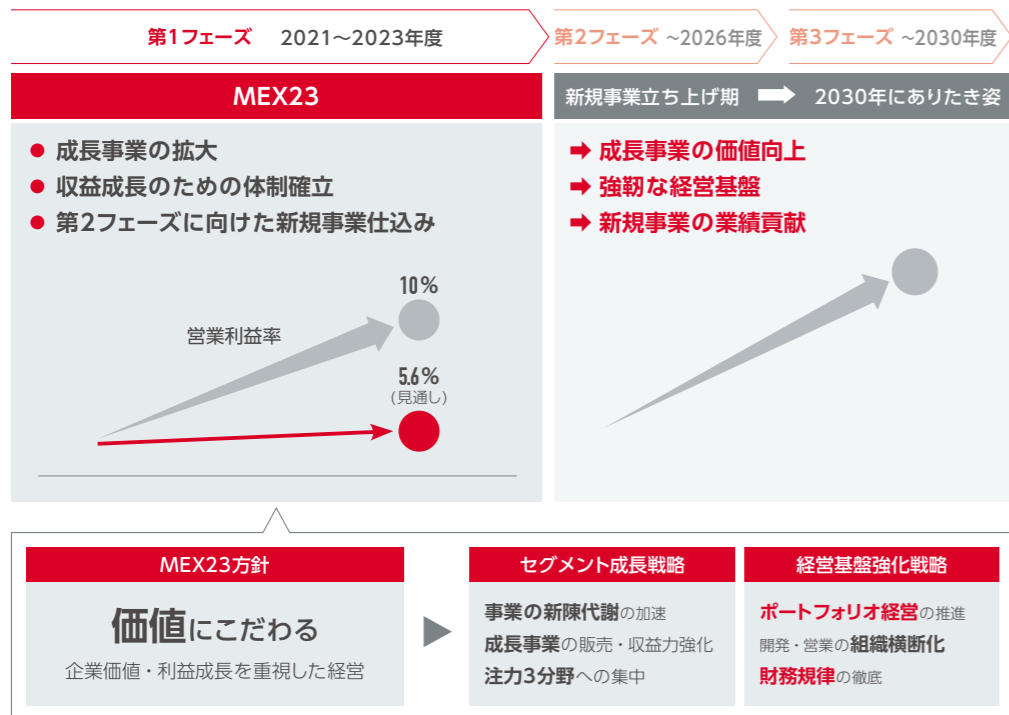 第1フェーズ 2021～2023年度
第2フェーズ ～2026年度
第3フェーズ ～2030年度
MEX23
● 成長事業の拡大
● 収益成長のための体制確立
● 第2フェーズに向けた新規事業仕込み
10%
営業利益率
5.6%
(見通し)
新規事業立ち上げ期 ➡ 2030年にありたき姿
➡ 成長事業の価値向上
➡ 強靭な経営基盤
➡ 新規事業の業績貢献
MEX23方針
価値にこだわる
企業価値・利益成長を重視した経営
セグメント成長戦略
事業の新陳代謝の加速
成長事業の販売・収益力強化
注力3分野への集中
経営基盤強化戦略
ポートフォリオ経営の推進
開発・営業の組織横断化
財務規律の徹底